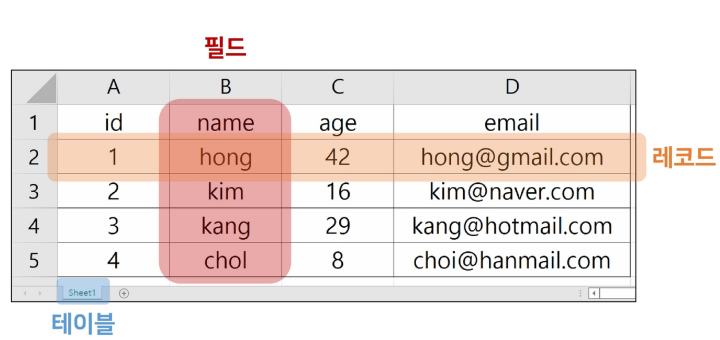 필드
A B C D
1 id name age email
2 1 hong 42 hong@gmail.com 레코드
3 2 kim 16 kim@naver.com
4 3 kang 29 kang@hotmail.com
5 4 chol 8 choi@hanmail.com
Sheet1
테이블